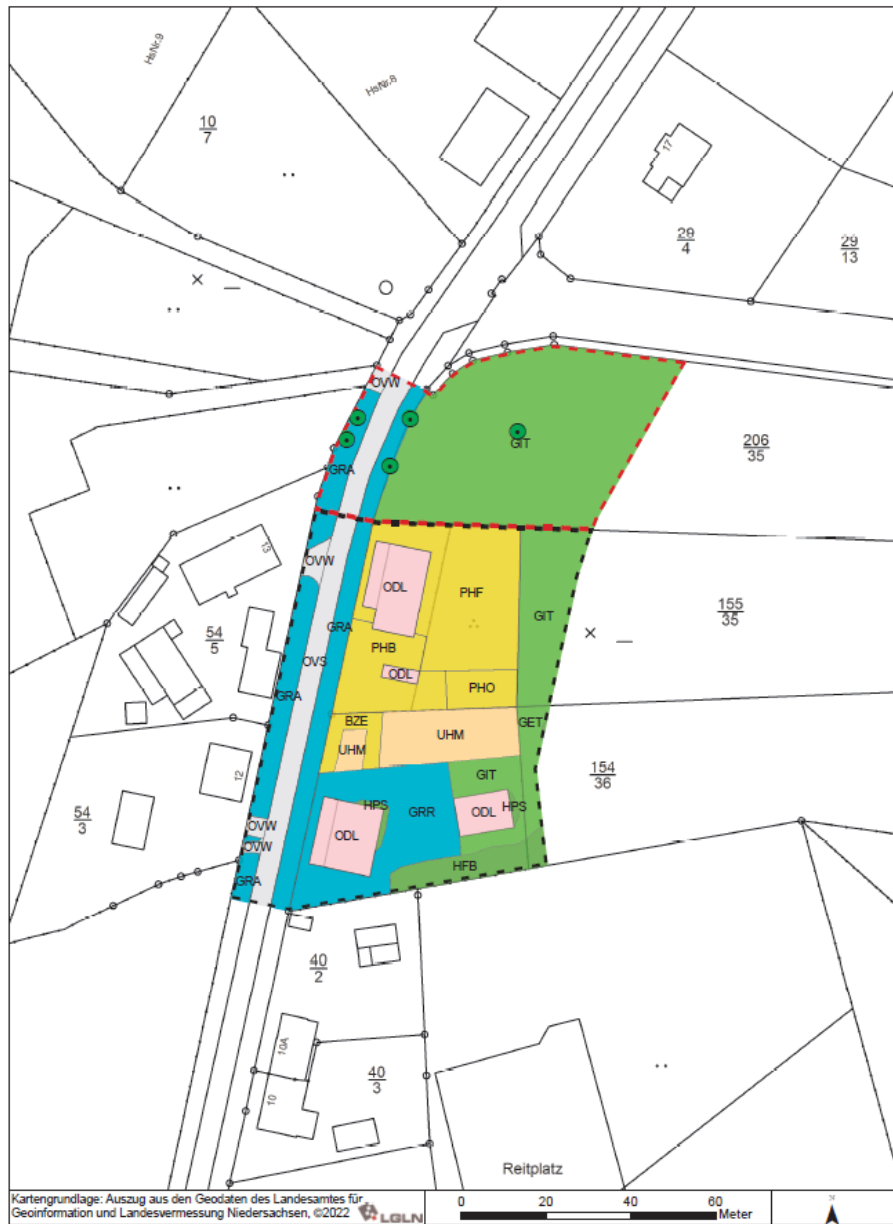 HsNr.9
HsNr.8
10
7
17
28
4
29
13
OVW
GIT
GRA
206
35
13
OVW
ODL
PHF
GIT
155
35
54
5
GRA
PHB
OVS
ODL
PHO
GRA
BZE
GET
UHM
UHM
154
36
12
GIT
54
3
HPS
GRR
ODL
HPS
OVW
ODL
OVW
HFB
GRA
40
2
10A
40
3
10
Reitplatz
Kartengrundlage: Auszug aus den Geodaten des Landesamtes für
Geoinformation und Landesvermessung Niedersachsen, ©2022
LGLN
0 20 40 60
Meter